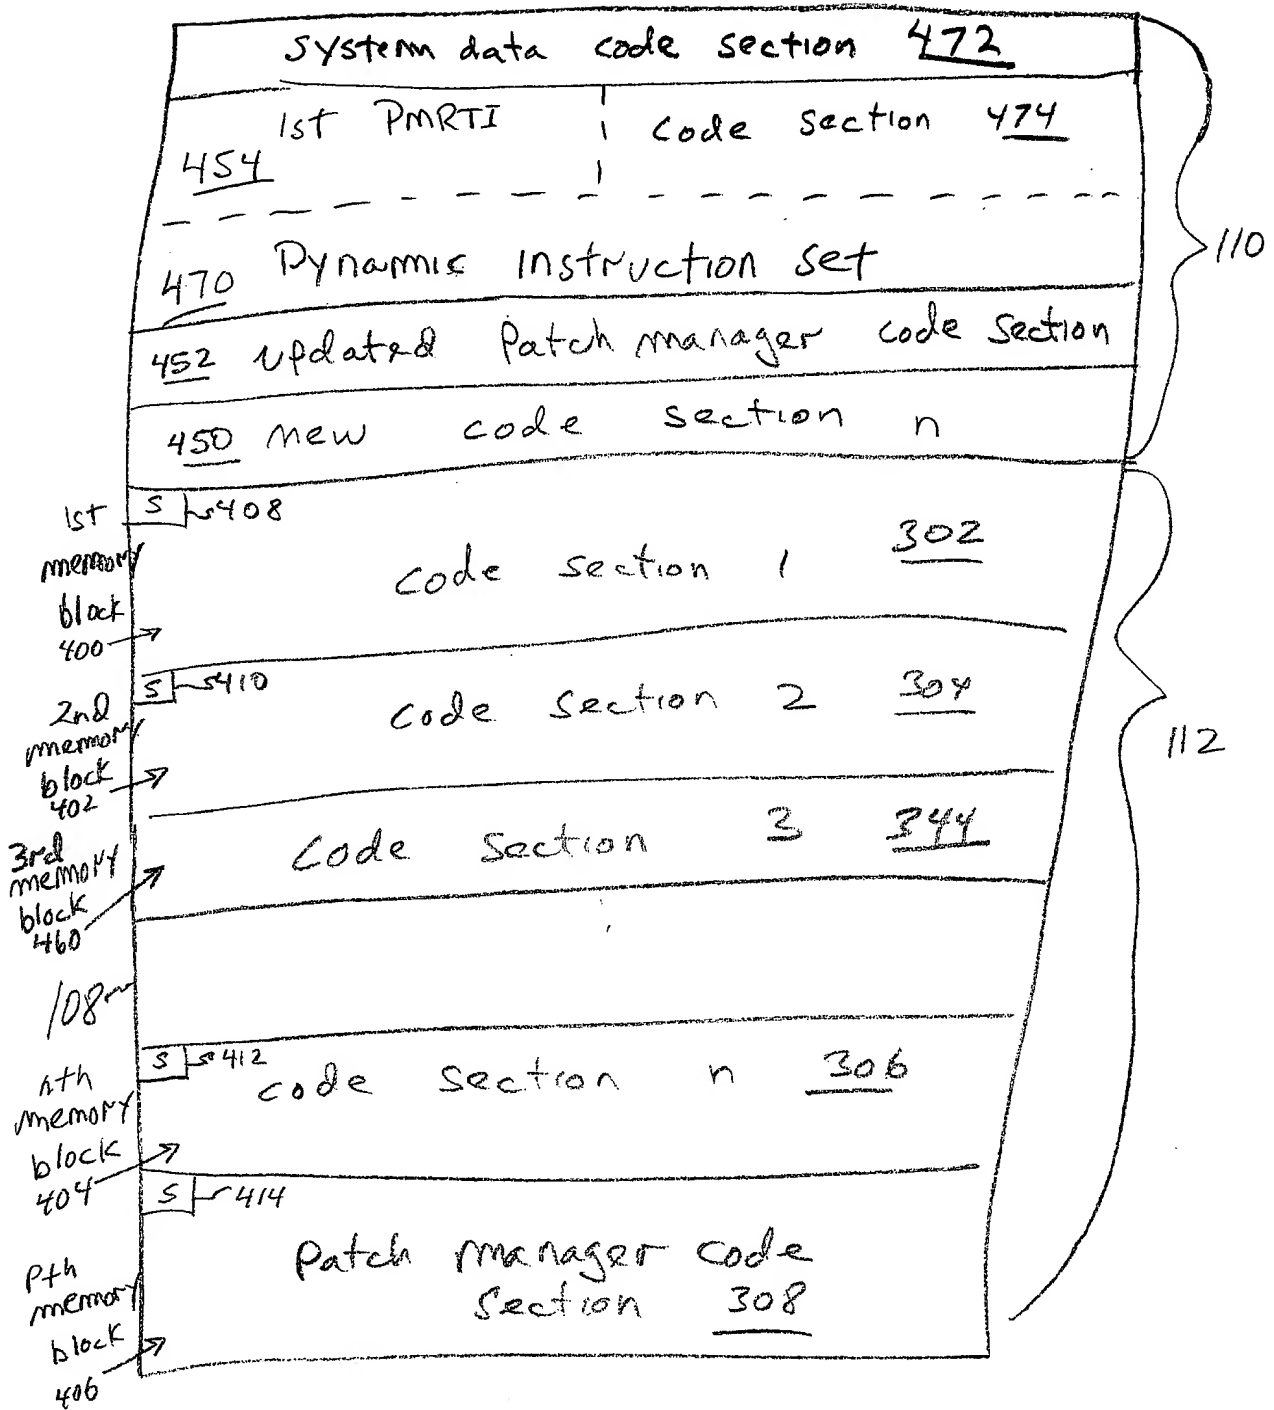 system data code section 472
1st PMRTI code section 474
454
470 Dynamic instruction set
110
452 updated patch manager code section
450 new code section n
1st memory block 400
S 408
code section 1 302
2nd memory block 402
S 410
code section 2 304
112
3rd memory block 460
code section 3 344
108
nth memory block 404
S 412
code section n 306
Pth memory block 406
S 414
Patch manager code
section 308